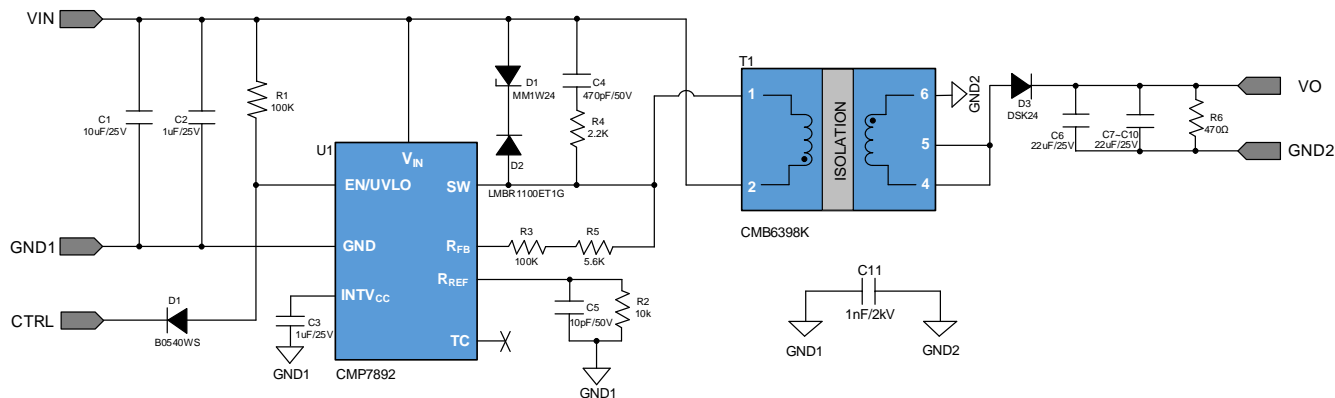 VIN
C1
10uF/25V
C2
1uF/25V
R1
100K
GND1
CTRL
D1
B0540WS
C3
1uF/25V
GND1
U1
VIN
EN/UVLO
SW
GND
RFB
INTVCC
RREF
TC
CMP7892
D1
MM1W24
D2
LMBR1100ET1G
C4
470pF/50V
R4
2.2K
R3
100K
R5
5.6K
C5
10pF/50V
R2
10k
GND1
T1
1
2
ISOLATION
6
5
4
CMB6398K
GND2
D3
DSK24
C6
22uF/25V
C7~C10
22uF/25V
R6
470Ω
VO
GND2
C11
1nF/2kV
GND1
GND2